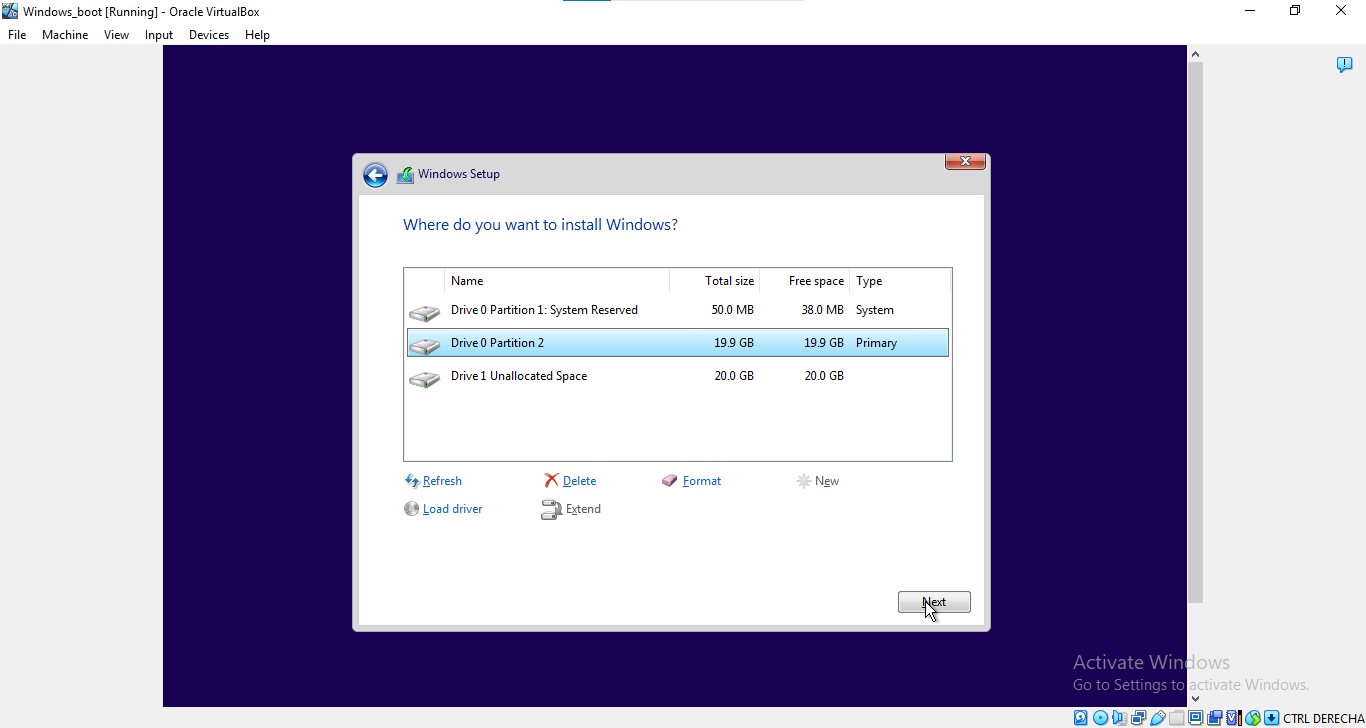 Windows_boot [Running] - Oracle VirtualBox
File Machine View Input Devices Help
Windows Setup
Where do you want to install Windows?
Name Total size Free space Type
Drive 0 Partition 1: System Reserved 50.0 MB 38.0 MB System
Drive 0 Partition 2 19.9 GB 19.9 GB Primary
Drive 1 Unallocated Space 20.0 GB 20.0 GB
Refresh Delete Format New
Load driver Extend
Next
Activate Windows
Go to Settings to activate Windows.
CTRL DERECHA